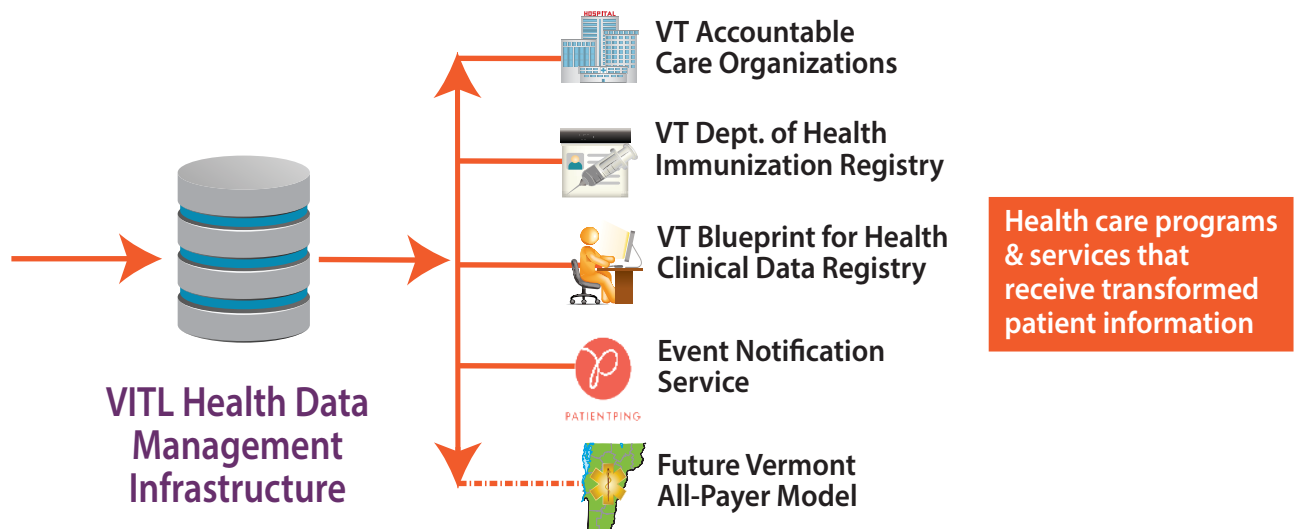 HOSPITAL
VT Accountable
Care Organizations
VT Dept. of Health
Immunization Registry
VT Blueprint for Health
Clinical Data Registry
Event Notification
Service
PATIENTPING
Future Vermont
All-Payer Model
VITL Health Data
Management
Infrastructure
Health care programs
& services that
receive transformed
patient information